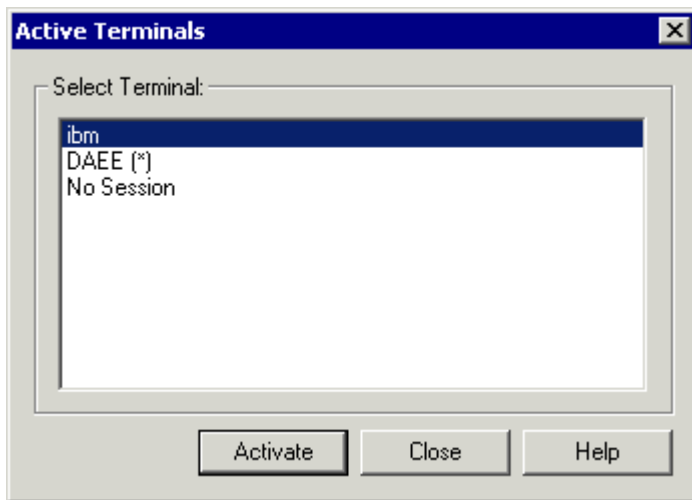 Active Terminals
Select Terminal:
ibm
DAEE (*)
No Session
Activate
Close
Help